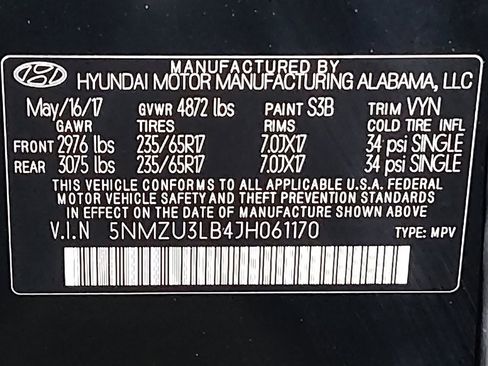 MANUFACTURED BY
HYUNDAI MOTOR MANUFACTURING ALABAMA, LLC
May/16/17 GVWR 4872 lbs PAINT S3B TRIM VYN
GAWR TIRES RIMS COLD TIRE INFL
FRONT 2976 lbs 235/65R17 7.0JX17 34 psi SINGLE
REAR 3075 lbs 235/65R17 7.0JX17 34 psi SINGLE
THIS VEHICLE CONFORMS TO ALL APPLICABLE U.S.A. FEDERAL
MOTOR VEHICLE SAFETY AND THEFT PREVENTION STANDARDS
IN EFFECT ON THE DATE OF MANUFACTURE SHOWN ABOVE.
V.I.N 5NMZU3LB4JH061170 TYPE: MPV